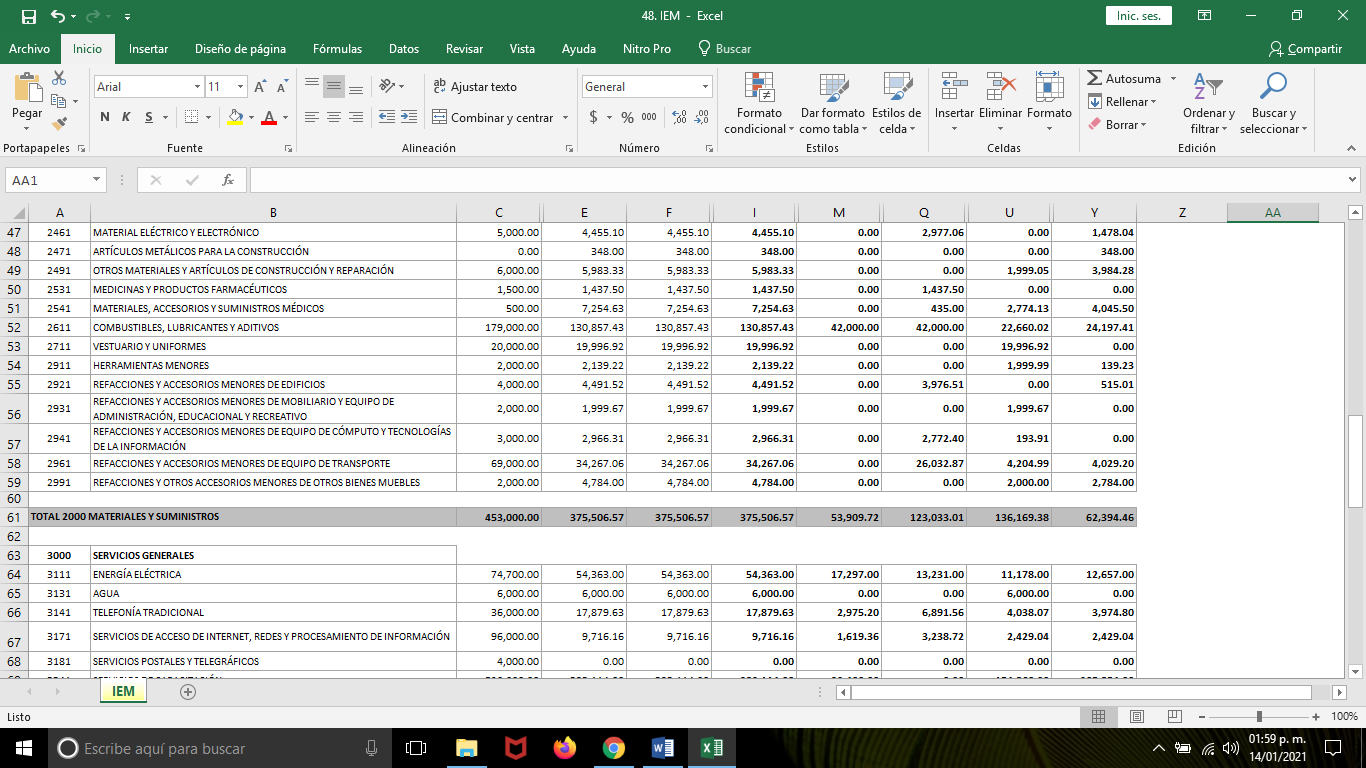 48. IEM - Excel
Inic. ses.
Archivo Inicio Insertar Diseño de página Fórmulas Datos Revisar Vista Ayuda Nitro Pro Buscar Compartir
Pegar
Arial 11
N K S
Ajustar texto
Combinar y centrar
General
$ % 000
Formato condicional
Dar formato como tabla
Estilos de celda
Insertar Eliminar Formato
Autosuma
Rellenar
Borrar
Ordenar y filtrar
Buscar y seleccionar
Portapapeles Fuente Alineación Número Estilos Celdas Edición
AA1 fx
A B C E F I M Q U Y Z AA
47 2461 MATERIAL ELÉCTRICO Y ELECTRÓNICO 5,000.00 4,455.10 4,455.10 4,455.10 0.00 2,977.06 0.00 1,478.04
48 2471 ARTÍCULOS METÁLICOS PARA LA CONSTRUCCIÓN 0.00 348.00 348.00 348.00 0.00 0.00 0.00 348.00
49 2491 OTROS MATERIALES Y ARTÍCULOS DE CONSTRUCCIÓN Y REPARACIÓN 6,000.00 5,983.33 5,983.33 5,983.33 0.00 0.00 1,999.05 3,984.28
50 2531 MEDICINAS Y PRODUCTOS FARMACÉUTICOS 1,500.00 1,437.50 1,437.50 1,437.50 0.00 1,437.50 0.00 0.00
51 2541 MATERIALES, ACCESORIOS Y SUMINISTROS MÉDICOS 500.00 7,254.63 7,254.63 7,254.63 0.00 435.00 2,774.13 4,045.50
52 2611 COMBUSTIBLES, LUBRICANTES Y ADITIVOS 179,000.00 130,857.43 130,857.43 130,857.43 42,000.00 42,000.00 22,660.02 24,197.41
53 2711 VESTUARIO Y UNIFORMES 20,000.00 19,996.92 19,996.92 19,996.92 0.00 0.00 19,996.92 0.00
54 2911 HERRAMIENTAS MENORES 2,000.00 2,139.22 2,139.22 2,139.22 0.00 0.00 1,999.99 139.23
55 2921 REFACCIONES Y ACCESORIOS MENORES DE EDIFICIOS 4,000.00 4,491.52 4,491.52 4,491.52 0.00 3,976.51 0.00 515.01
56 2931 REFACCIONES Y ACCESORIOS MENORES DE MOBILIARIO Y EQUIPO DE
ADMINISTRACIÓN, EDUCACIONAL Y RECREATIVO 2,000.00 1,999.67 1,999.67 1,999.67 0.00 0.00 1,999.67 0.00
57 2941 REFACCIONES Y ACCESORIOS MENORES DE EQUIPO DE CÓMPUTO Y TECNOLOGÍAS
DE LA INFORMACIÓN 3,000.00 2,966.31 2,966.31 2,966.31 0.00 2,772.40 193.91 0.00
58 2961 REFACCIONES Y ACCESORIOS MENORES DE EQUIPO DE TRANSPORTE 69,000.00 34,267.06 34,267.06 34,267.06 0.00 26,032.87 4,204.99 4,029.20
59 2991 REFACCIONES Y OTROS ACCESORIOS MENORES DE OTROS BIENES MUEBLES 2,000.00 4,784.00 4,784.00 4,784.00 0.00 0.00 2,000.00 2,784.00
60
61 TOTAL 2000 MATERIALES Y SUMINISTROS 453,000.00 375,506.57 375,506.57 375,506.57 53,909.72 123,033.01 136,169.38 62,394.46
62
63 3000 SERVICIOS GENERALES
64 3111 ENERGÍA ELÉCTRICA 74,700.00 54,363.00 54,363.00 54,363.00 17,297.00 13,231.00 11,178.00 12,657.00
65 3131 AGUA 6,000.00 6,000.00 6,000.00 6,000.00 0.00 0.00 6,000.00 0.00
66 3141 TELEFONÍA TRADICIONAL 36,000.00 17,879.63 17,879.63 17,879.63 2,975.20 6,891.56 4,038.07 3,974.80
67 3171 SERVICIOS DE ACCESO DE INTERNET, REDES Y PROCESAMIENTO DE INFORMACIÓN 96,000.00 9,716.16 9,716.16 9,716.16 1,619.36 3,238.72 2,429.04 2,429.04
68 3181 SERVICIOS POSTALES Y TELEGRÁFICOS 4,000.00 0.00 0.00 0.00 0.00 0.00 0.00 0.00
IEM
Listo 100%
Escribe aquí para buscar
01:59 p. m.
14/01/2021